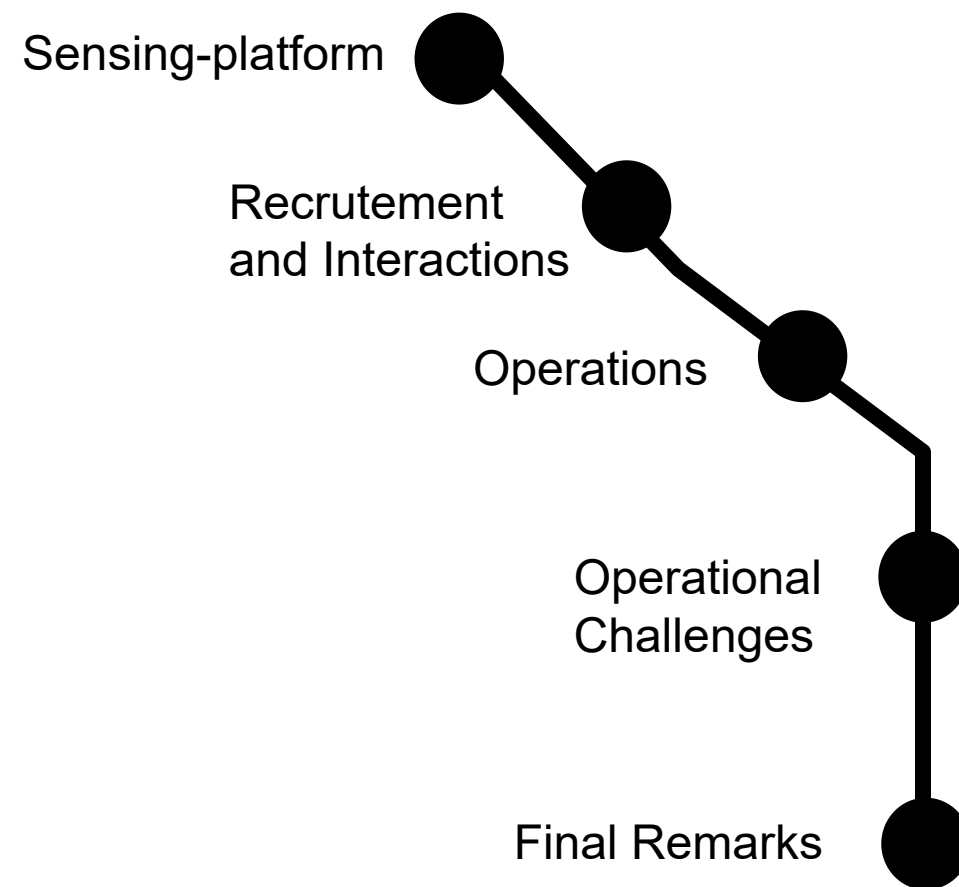 Sensing-platform
Recrutement
and Interactions
Operations
Operational
Challenges
Final Remarks